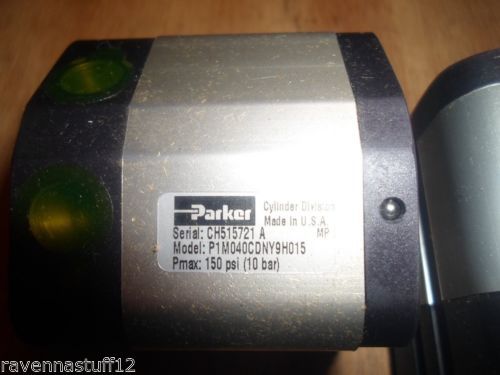 Parker
Cylinder Division
Made in U.S.A.
Serial: CH515721 A MP
Model: P1M040CDNY9H015
Pmax: 150 psi (10 bar)
ravennastuff12